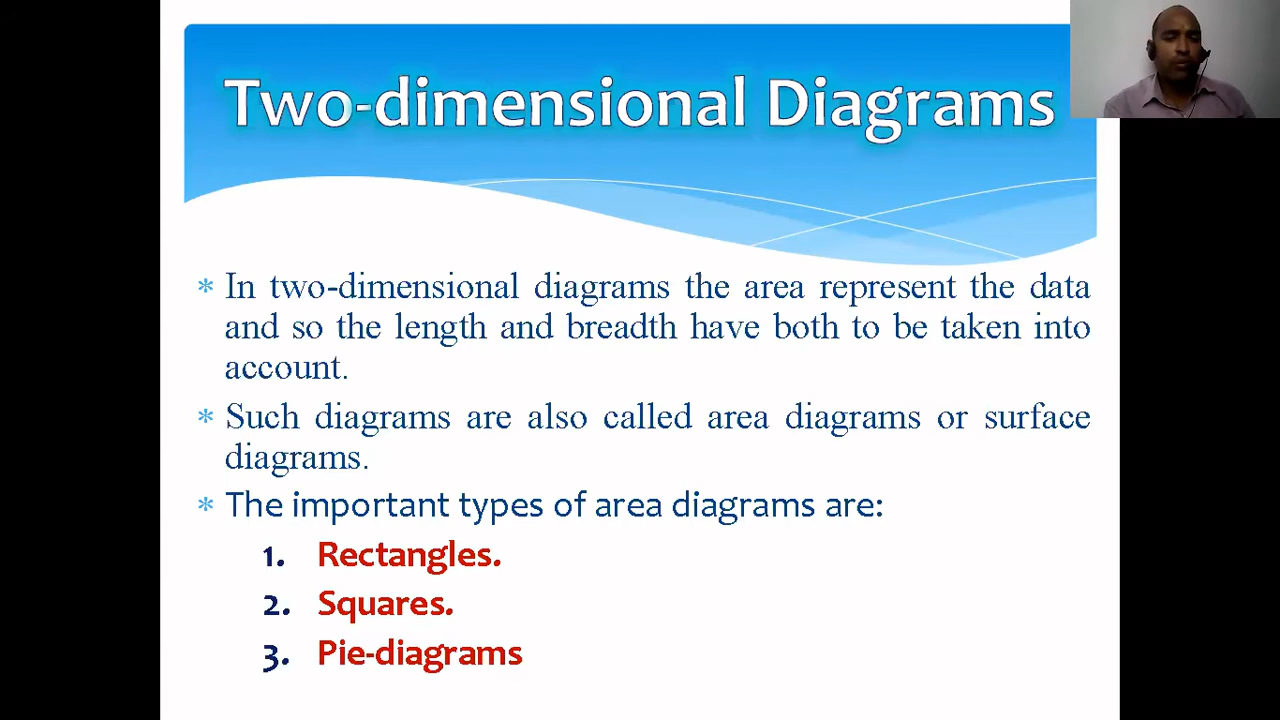 Two-dimensional Diagrams
* In two-dimensional diagrams the area represent the data
and so the length and breadth have both to be taken into
account.
* Such diagrams are also called area diagrams or surface
diagrams.
* The important types of area diagrams are:
1. Rectangles.
2. Squares.
3. Pie-diagrams